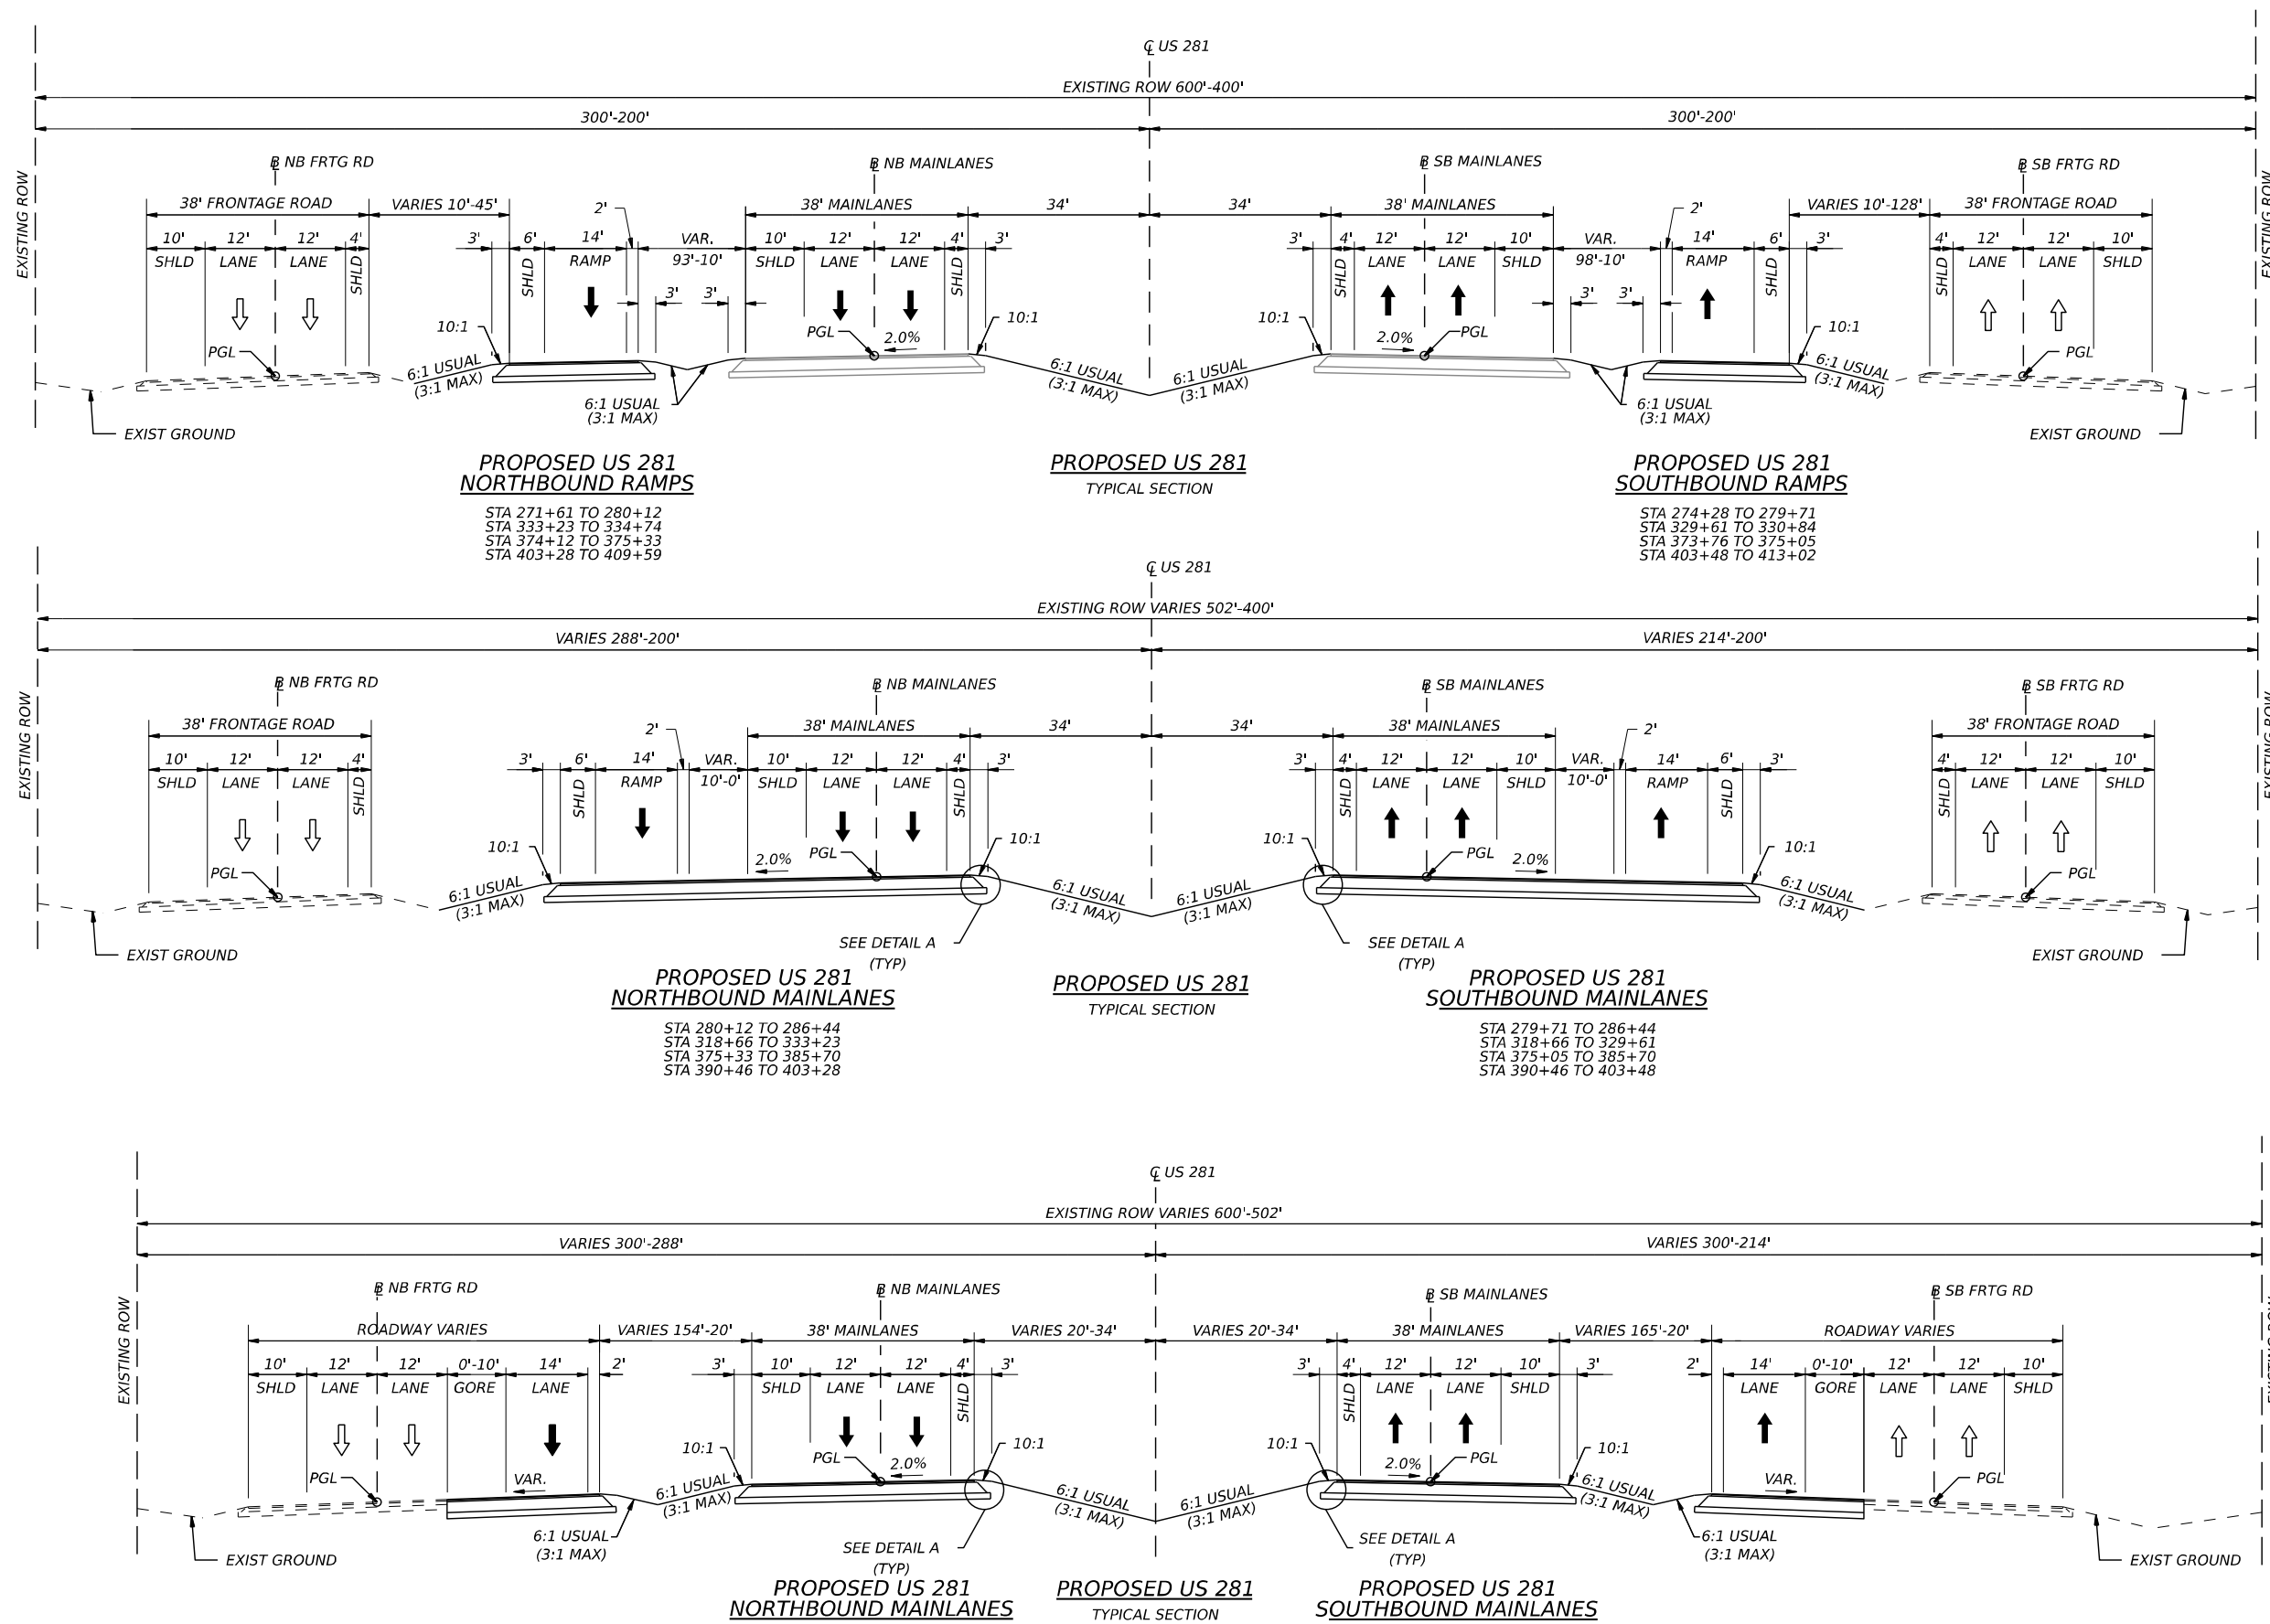 ℄ US 281
EXISTING ROW 600'-400'
300'-200' 300'-200'
EXISTING ROW
EXISTING ROW
℄ NB FRTG RD ℄ NB MAINLANES ℄ SB MAINLANES ℄ SB FRTG RD
38' FRONTAGE ROAD VARIES 10'-45' 2' 38' MAINLANES 34' 34' 38' MAINLANES 2' VARIES 10'-128' 38' FRONTAGE ROAD
10' 12' 12' 4' 3' 6' 14' VAR. 10' 12' 12' 4' 3' 3' 4' 12' 12' 10' VAR. 14' 6' 3' 4' 12' 12' 10'
SHLD LANE LANE SHLD SHLD RAMP 93'-10' SHLD LANE LANE SHLD SHLD LANE LANE SHLD 98'-10' RAMP SHLD SHLD LANE LANE SHLD
3' 3' 3' 3'
10:1 PGL 2.0% 10:1 10:1 2.0% PGL 10:1
PGL PGL
6:1 USUAL 6:1 USUAL 6:1 USUAL 6:1 USUAL
(3:1 MAX) (3:1 MAX) (3:1 MAX) (3:1 MAX)
6:1 USUAL 6:1 USUAL
(3:1 MAX) (3:1 MAX)
EXIST GROUND EXIST GROUND
PROPOSED US 281 PROPOSED US 281 PROPOSED US 281
NORTHBOUND RAMPS TYPICAL SECTION SOUTHBOUND RAMPS
STA 271+61 TO 280+12 STA 274+28 TO 279+71
STA 333+23 TO 334+74 STA 329+61 TO 330+84
STA 374+12 TO 375+33 STA 373+76 TO 375+05
STA 403+28 TO 409+59 STA 403+48 TO 413+02
℄ US 281
EXISTING ROW VARIES 502'-400'
VARIES 288'-200' VARIES 214'-200'
EXISTING ROW
EXISTING ROW
℄ NB FRTG RD ℄ NB MAINLANES ℄ SB MAINLANES ℄ SB FRTG RD
38' FRONTAGE ROAD 2' 38' MAINLANES 34' 34' 38' MAINLANES 2' 38' FRONTAGE ROAD
10' 12' 12' 4' 3' 6' 14' VAR. 10' 12' 12' 4' 3' 3' 4' 12' 12' 10' VAR. 14' 6' 3' 4' 12' 12' 10'
SHLD LANE LANE SHLD SHLD RAMP 10'-0' SHLD LANE LANE SHLD SHLD LANE LANE SHLD 10'-0' RAMP SHLD SHLD LANE LANE SHLD
10:1 2.0% PGL 10:1 10:1 PGL 2.0% 10:1
PGL PGL
6:1 USUAL 6:1 USUAL 6:1 USUAL 6:1 USUAL
(3:1 MAX) (3:1 MAX) (3:1 MAX) (3:1 MAX)
EXIST GROUND SEE DETAIL A SEE DETAIL A EXIST GROUND
(TYP) (TYP)
PROPOSED US 281 PROPOSED US 281 PROPOSED US 281
NORTHBOUND MAINLANES TYPICAL SECTION SOUTHBOUND MAINLANES
STA 280+12 TO 286+44 STA 279+71 TO 286+44
STA 318+66 TO 333+23 STA 318+66 TO 329+61
STA 375+33 TO 385+70 STA 375+05 TO 385+70
STA 390+46 TO 403+28 STA 390+46 TO 403+48
℄ US 281
EXISTING ROW VARIES 600'-502'
VARIES 300'-288' VARIES 300'-214'
EXISTING ROW
℄ NB FRTG RD ℄ NB MAINLANES ℄ SB MAINLANES ℄ SB FRTG RD
ROADWAY VARIES VARIES 154'-20' 38' MAINLANES VARIES 20'-34' VARIES 20'-34' 38' MAINLANES VARIES 165'-20' ROADWAY VARIES
10' 12' 12' 0'-10' 14' 2' 3' 10' 12' 12' 4' 3' 3' 4' 12' 12' 10' 3' 2' 14' 0'-10' 12' 12' 10'
SHLD LANE LANE GORE LANE SHLD LANE LANE SHLD SHLD LANE LANE SHLD LANE GORE LANE LANE SHLD
10:1 PGL 2.0% 10:1 10:1 2.0% PGL 10:1
PGL VAR. VAR. PGL
6:1 USUAL 6:1 USUAL 6:1 USUAL 6:1 USUAL
(3:1 MAX) (3:1 MAX) (3:1 MAX) (3:1 MAX)
6:1 USUAL 6:1 USUAL
(3:1 MAX) (3:1 MAX)
EXIST GROUND SEE DETAIL A SEE DETAIL A EXIST GROUND
(TYP) (TYP)
PROPOSED US 281 PROPOSED US 281 PROPOSED US 281
NORTHBOUND MAINLANES TYPICAL SECTION SOUTHBOUND MAINLANES